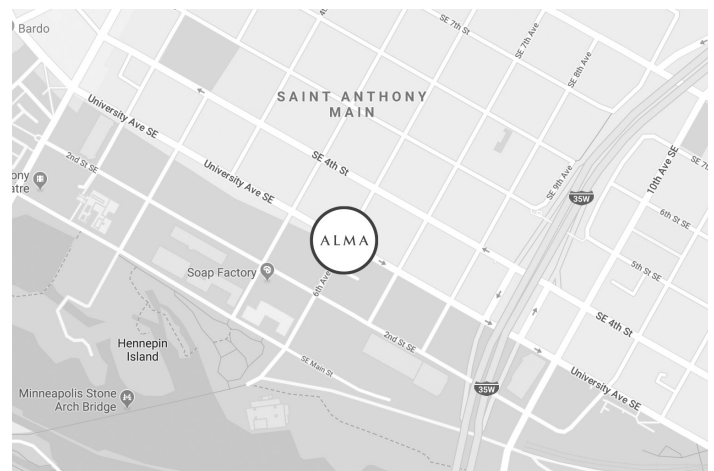 Bardo
4t
SE 7th St
SE 7th Ave
SE 8th Ave
SAINT ANTHONY
MAIN
University Ave SE
SE 4th St
2nd St SE
ony
atre
University Ave SE
SE 9th Ave
10th Ave SE
SE 7th
35W
6th St SE
ALMA
Soap Factory
6th Ave
5th St SE
SE 4th St
Hennepin
Island
2nd St SE
SE Main St
University Ave SE
Minneapolis Stone
Arch Bridge
35W